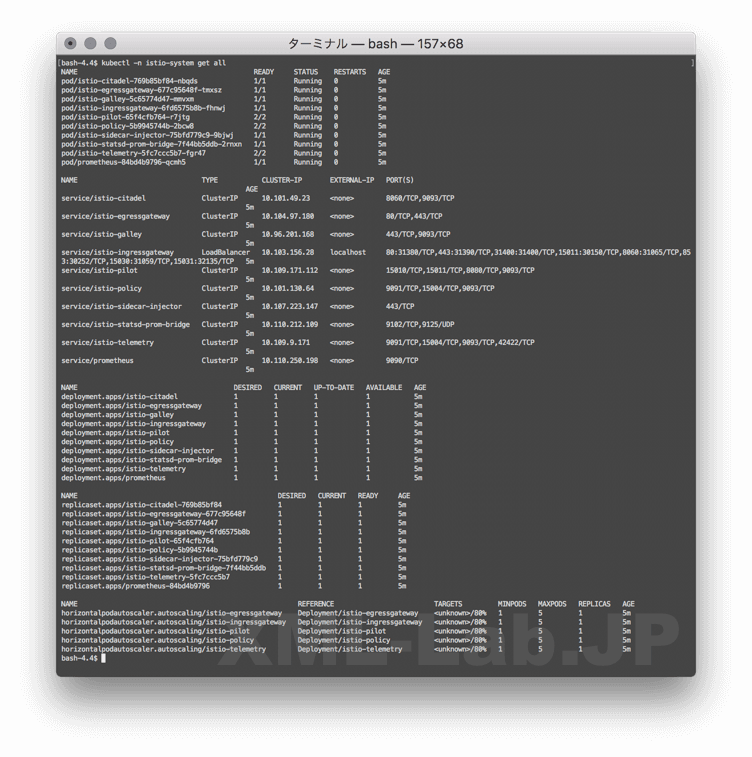 ターミナル — bash — 157×68
[bash-4.4$ kubectl -n istio-system get all ]
NAME READY STATUS RESTARTS AGE
pod/istio-citadel-769b85bf84-nbqds 1/1 Running 0 5m
pod/istio-egressgateway-677c95648f-tmxsz 1/1 Running 0 5m
pod/istio-galley-5c65774d47-mmvxm 1/1 Running 0 5m
pod/istio-ingressgateway-6fd6575b8b-fhnwj 1/1 Running 0 5m
pod/istio-pilot-65f4cfb764-r7jtg 2/2 Running 0 5m
pod/istio-policy-5b9945744b-2bcw8 2/2 Running 0 5m
pod/istio-sidecar-injector-75bfd779c9-9bjwj 1/1 Running 0 5m
pod/istio-statsd-prom-bridge-7f44bb5ddb-2rnxn 1/1 Running 0 5m
pod/istio-telemetry-5fc7ccc5b7-fgr47 2/2 Running 0 5m
pod/prometheus-84bd4b9796-qcmh5 1/1 Running 0 5m
NAME TYPE CLUSTER-IP EXTERNAL-IP PORT(S)
AGE
service/istio-citadel ClusterIP 10.101.49.23 <none> 8060/TCP,9093/TCP
5m
service/istio-egressgateway ClusterIP 10.104.97.180 <none> 80/TCP,443/TCP
5m
service/istio-galley ClusterIP 10.96.201.168 <none> 443/TCP,9093/TCP
5m
service/istio-ingressgateway LoadBalancer 10.103.156.28 localhost 80:31380/TCP,443:31390/TCP,31400:31400/TCP,15011:30150/TCP,8060:31065/TCP,85
3:30252/TCP,15030:31059/TCP,15031:32135/TCP 5m
service/istio-pilot ClusterIP 10.109.171.112 <none> 15010/TCP,15011/TCP,8080/TCP,9093/TCP
5m
service/istio-policy ClusterIP 10.101.130.64 <none> 9091/TCP,15004/TCP,9093/TCP
5m
service/istio-sidecar-injector ClusterIP 10.107.223.147 <none> 443/TCP
5m
service/istio-statsd-prom-bridge ClusterIP 10.110.212.109 <none> 9102/TCP,9125/UDP
5m
service/istio-telemetry ClusterIP 10.109.9.171 <none> 9091/TCP,15004/TCP,9093/TCP,42422/TCP
5m
service/prometheus ClusterIP 10.110.250.198 <none> 9090/TCP
5m
NAME DESIRED CURRENT UP-TO-DATE AVAILABLE AGE
deployment.apps/istio-citadel 1 1 1 1 5m
deployment.apps/istio-egressgateway 1 1 1 1 5m
deployment.apps/istio-galley 1 1 1 1 5m
deployment.apps/istio-ingressgateway 1 1 1 1 5m
deployment.apps/istio-pilot 1 1 1 1 5m
deployment.apps/istio-policy 1 1 1 1 5m
deployment.apps/istio-sidecar-injector 1 1 1 1 5m
deployment.apps/istio-statsd-prom-bridge 1 1 1 1 5m
deployment.apps/istio-telemetry 1 1 1 1 5m
deployment.apps/prometheus 1 1 1 1 5m
NAME DESIRED CURRENT READY AGE
replicaset.apps/istio-citadel-769b85bf84 1 1 1 5m
replicaset.apps/istio-egressgateway-677c95648f 1 1 1 5m
replicaset.apps/istio-galley-5c65774d47 1 1 1 5m
replicaset.apps/istio-ingressgateway-6fd6575b8b 1 1 1 5m
replicaset.apps/istio-pilot-65f4cfb764 1 1 1 5m
replicaset.apps/istio-policy-5b9945744b 1 1 1 5m
replicaset.apps/istio-sidecar-injector-75bfd779c9 1 1 1 5m
replicaset.apps/istio-statsd-prom-bridge-7f44bb5ddb 1 1 1 5m
replicaset.apps/istio-telemetry-5fc7ccc5b7 1 1 1 5m
replicaset.apps/prometheus-84bd4b9796 1 1 1 5m
NAME REFERENCE TARGETS MINPODS MAXPODS REPLICAS AGE
horizontalpodautoscaler.autoscaling/istio-egressgateway Deployment/istio-egressgateway <unknown>/80% 1 5 1 5m
horizontalpodautoscaler.autoscaling/istio-ingressgateway Deployment/istio-ingressgateway <unknown>/80% 1 5 1 5m
horizontalpodautoscaler.autoscaling/istio-pilot Deployment/istio-pilot <unknown>/80% 1 5 1 5m
horizontalpodautoscaler.autoscaling/istio-policy Deployment/istio-policy <unknown>/80% 1 5 1 5m
horizontalpodautoscaler.autoscaling/istio-telemetry Deployment/istio-telemetry <unknown>/80% 1 5 1 5m
bash-4.4$
XML-Lab.JP